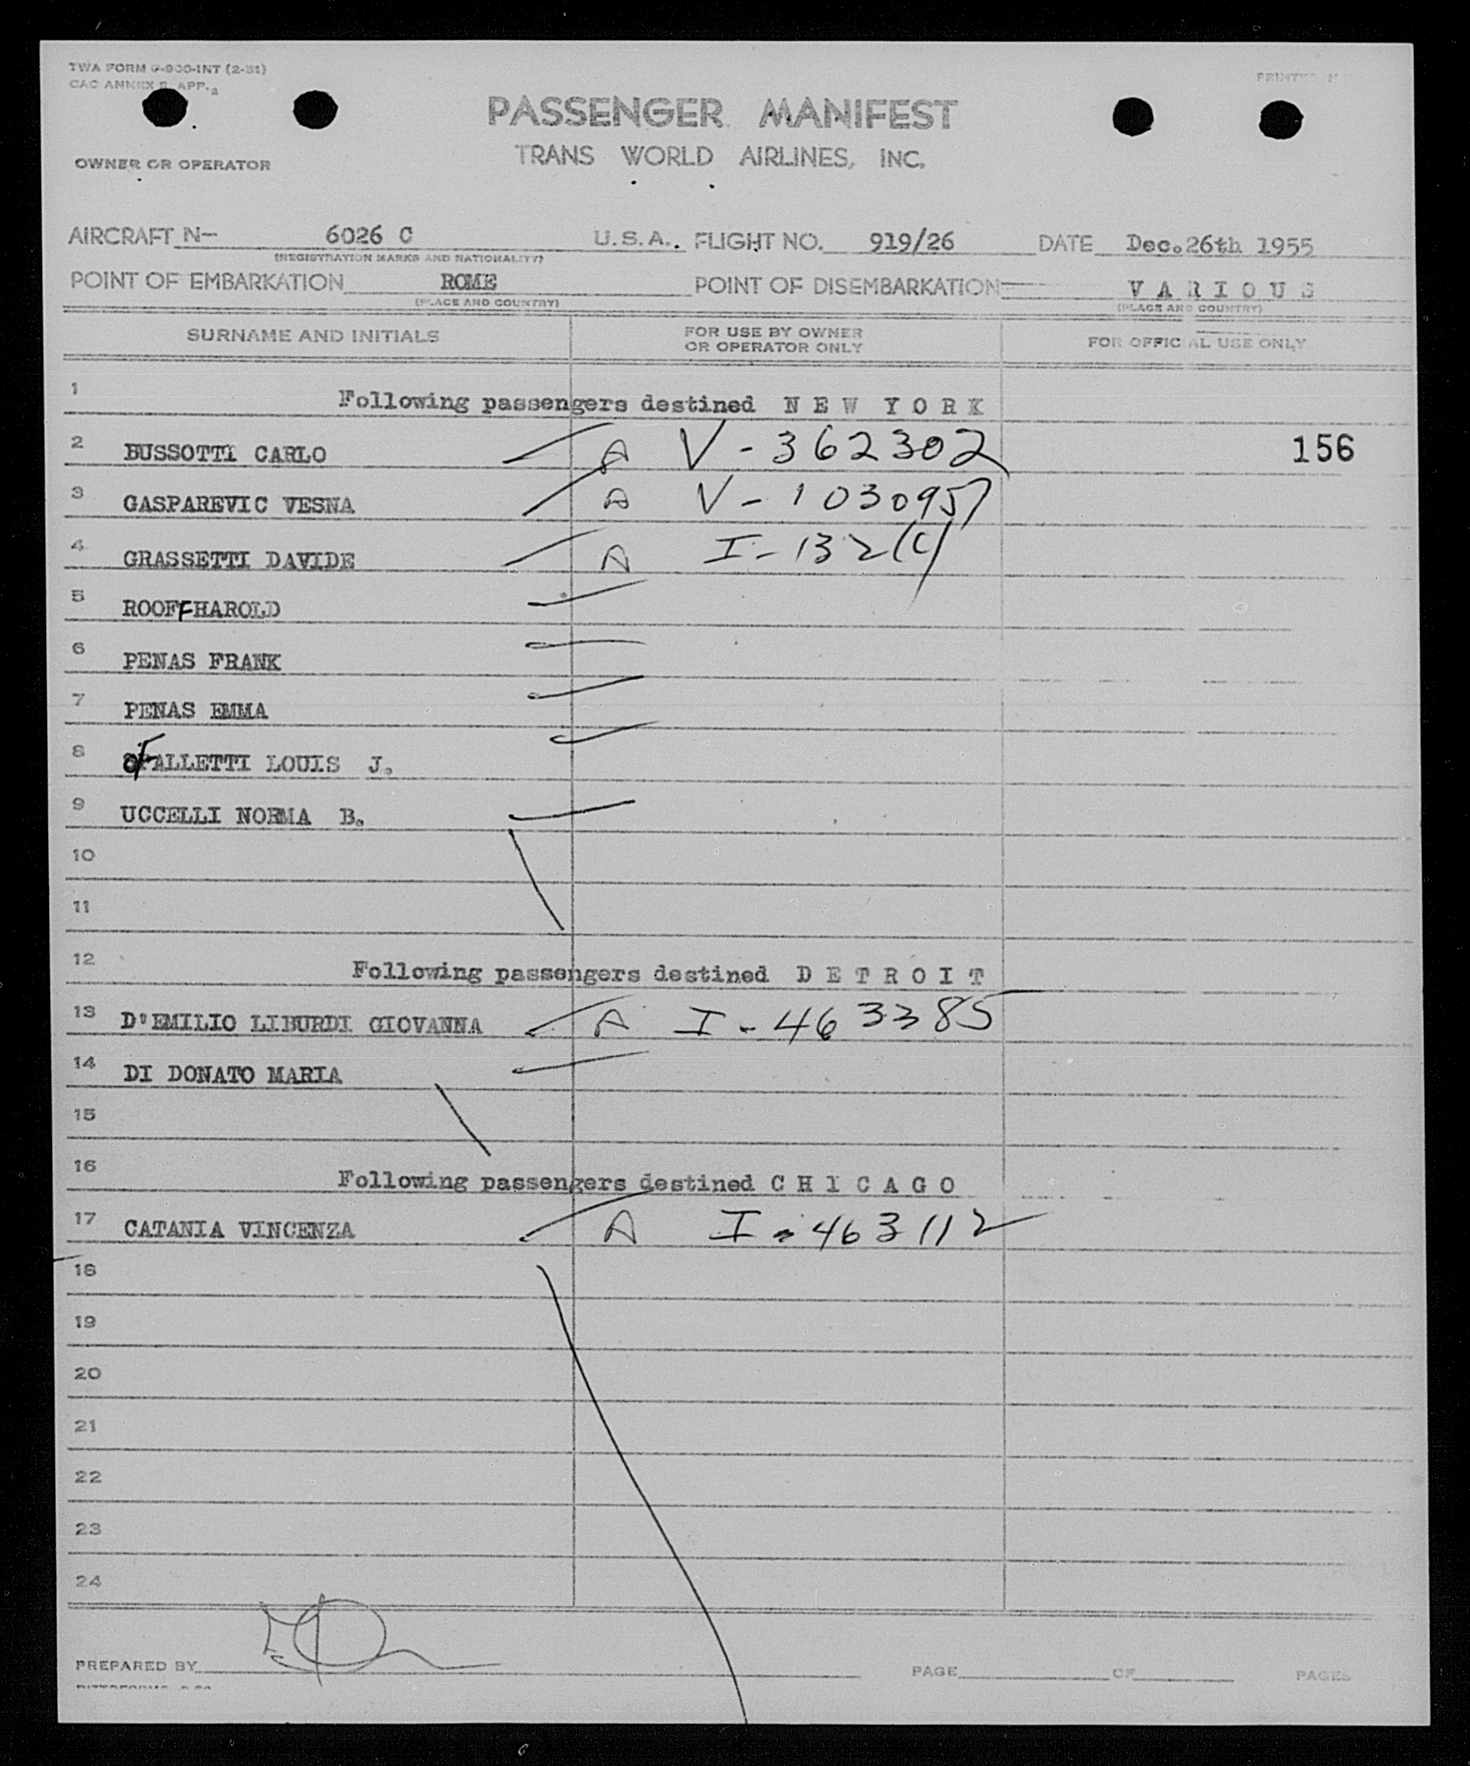 TWA FORM
CAC ANNEX 9 APP. 2
PASSENGER MANIFEST
TRANS WORLD AIRLINES, INC.
OWNER OR OPERATOR
AIRCRAFT N- 6026 C U.S.A. FLIGHT NO. 919/26 DATE Dec.26th 1955
(REGISTRATION MARKS AND NATIONALITY)
POINT OF EMBARKATION ROME POINT OF DISEMBARKATION V A R I O U S
(PLACE AND COUNTRY) (PLACE AND COUNTRY)
SURNAME AND INITIALS FOR USE BY OWNER OR OPERATOR ONLY FOR OFFICIAL USE ONLY
1 Following passengers destined N E W Y O R K
2 BUSSOTTI CARLO A V-362302 156
3 GASPAREVIC VESNA A V-1030957
4 GRASSETTI DAVIDE A I-132(C)
5 ROOFF HAROLD
6 PENAS FRANK
7 PENAS EMMA
8 FALLETTI LOUIS J.
9 UCCELLI NORMA B.
10
11
12 Following passengers destined D E T R O I T
13 D'EMILIO LIBURDI GIOVANNA A I-463385
14 DI DONATO MARIA
15
16 Following passengers destined C H I C A G O
17 CATANIA VINCENZA A I-463112
18
19
20
21
22
23
24
PREPARED BY PAGE OF PAGES